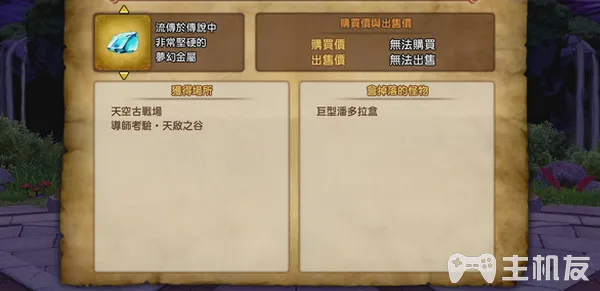 流傳於傳說中
非常堅硬的
夢幻金屬
購買價與出售價
購買價 無法購買
出售價 無法出售
獲得場所
天空古戰場
導師考驗・天啟之谷
會掉落的怪物
巨型潘多拉盒
主机友